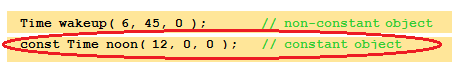 Time wakeup( 6, 45, 0 );      // non-constant object
const Time noon( 12, 0, 0 );   // constant object